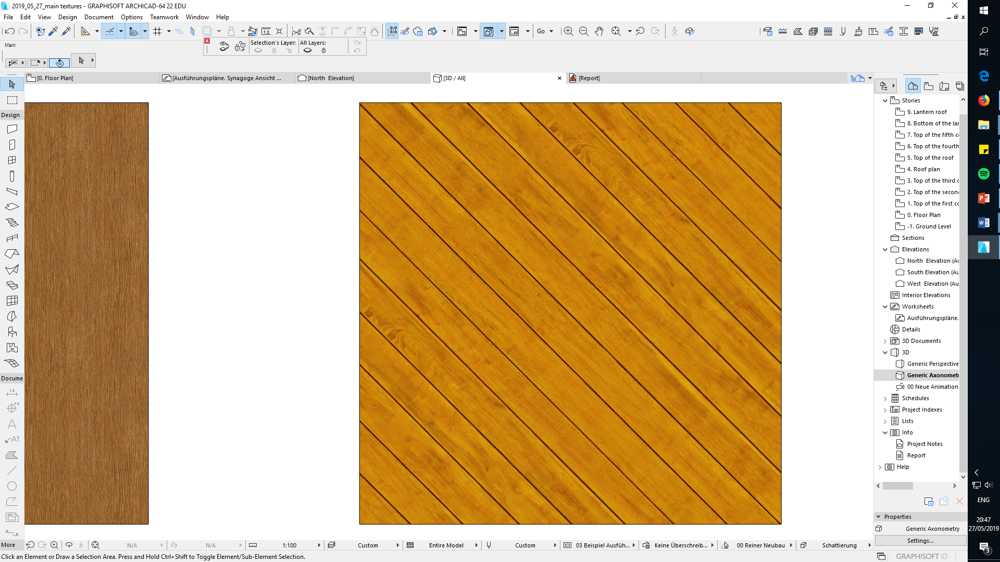 2019_05_27_main textures - GRAPHISOFT ARCHICAD-64 22 EDU
File Edit View Design Document Options Teamwork Window Help
Go
Main:
Selection's Layer:
All Layers:
[0. Floor Plan]
[Ausführungspläne. Synagoge Ansicht ...
[North Elevation]
[3D / All]
[Report]
Design
Docume
More
Stories
9. Lantern roof
8. Bottom of the lan
7. Top of the fifth c
6. Top of the fourth
5. Top of the roof
4. Roof plan
3. Top of the third c
2. Top of the secon
1. Top of the first co
0. Floor Plan
-1. Ground Level
Sections
Elevations
North Elevation (Au
South Elevation (Au
West Elevation (Au
Interior Elevations
Worksheets
Ausführungspläne.
Details
3D Documents
3D
Generic Perspective
Generic Axonomet
00 Neue Animation
Schedules
Project Indexes
Lists
Info
Project Notes
Report
Help
Properties
Generic Axonometry
Settings...
N/A
N/A
1:100
Custom
Entire Model
Custom
03 Beispiel Ausfüh...
Keine Überschreib...
00 Reiner Neubau
Schattierung
Click an Element or Draw a Selection Area. Press and Hold Ctrl+Shift to Toggle Element/Sub-Element Selection.
GRAPHISOFT ID
ENG
20:47
27/05/2019
3